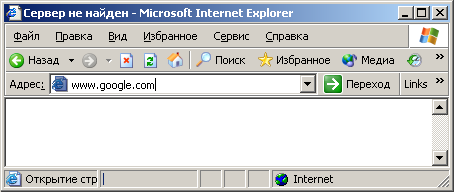 Сервер не найден - Microsoft Internet Explorer
Файл Правка Вид Избранное Сервис Справка
Назад Поиск Избранное Медиа »
Адрес: www.google.com Переход Links »
Открытие стр Internet